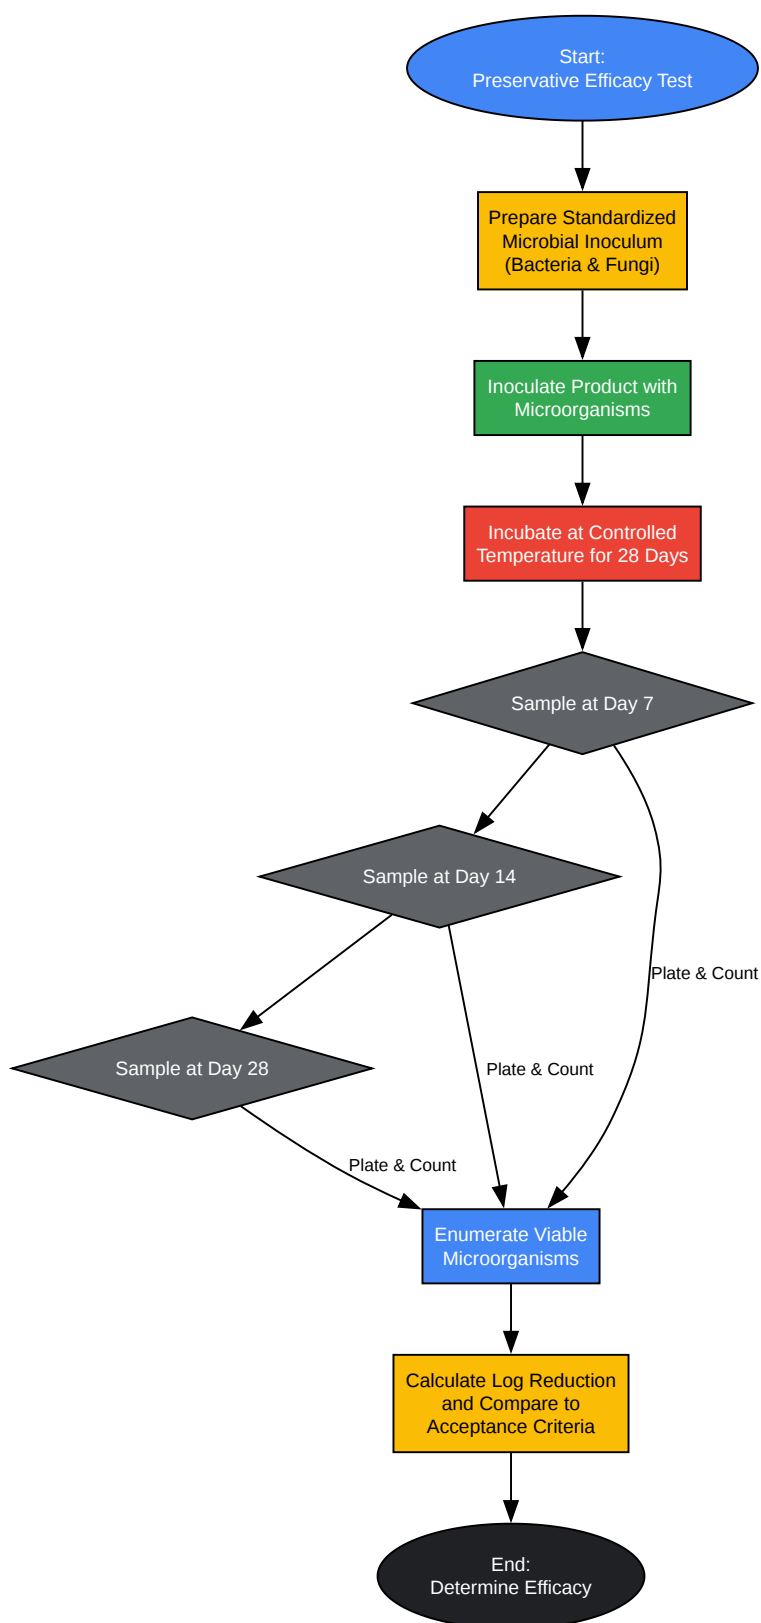 Start:
Preservative Efficacy Test
Prepare Standardized
Microbial Inoculum
(Bacteria & Fungi)
Inoculate Product with
Microorganisms
Incubate at Controlled
Temperature for 28 Days
Sample at Day 7
Sample at Day 14
Plate & Count
Sample at Day 28
Plate & Count
Plate & Count
Enumerate Viable
Microorganisms
Calculate Log Reduction
and Compare to
Acceptance Criteria
End:
Determine Efficacy